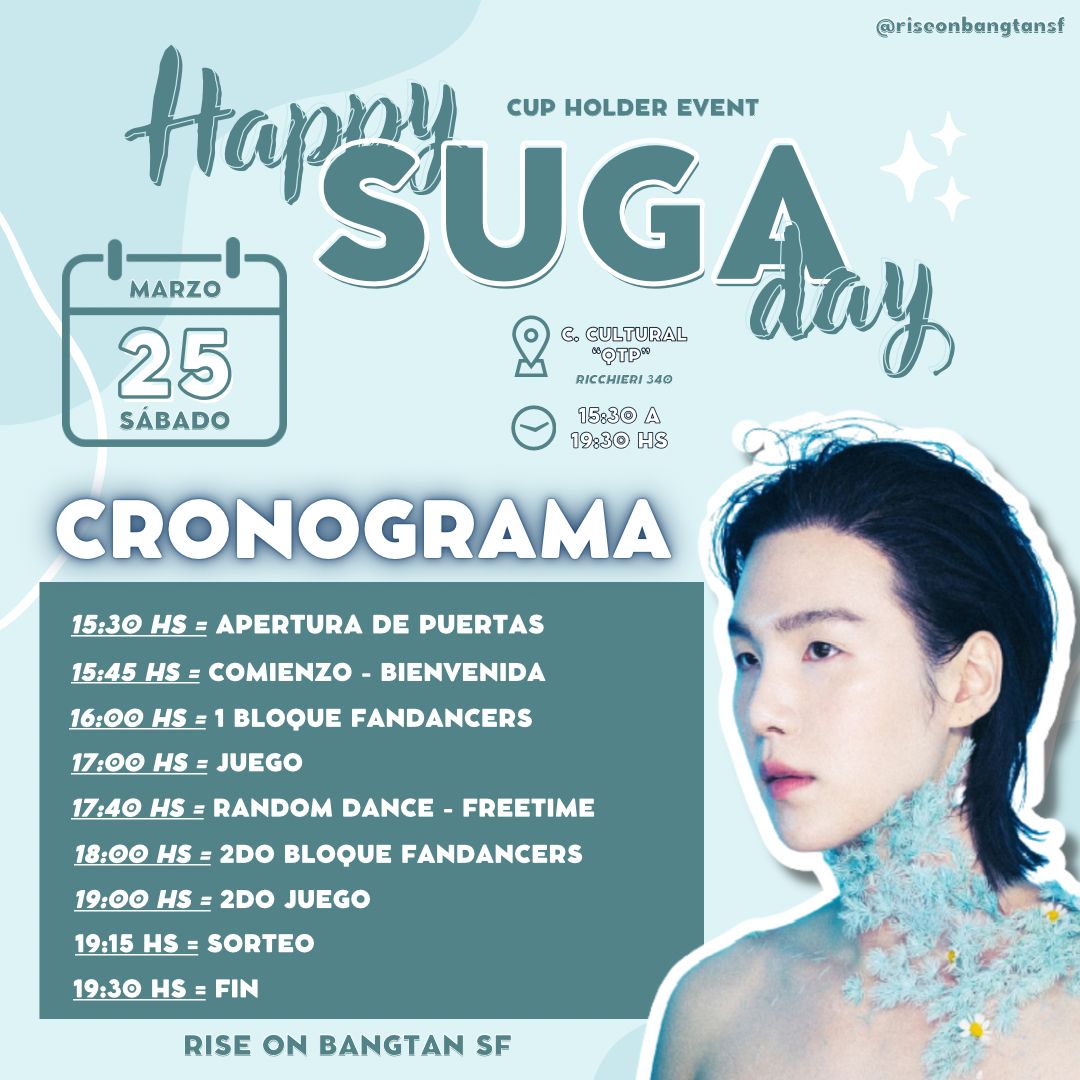 @riseonbangtansf
Happy
CUP HOLDER EVENT
SUGA
day
MARZO
25
SÁBADO
C. CULTURAL
“QTP”
RICCHIERI 340
15:30 A
19:30 HS
CRONOGRAMA
15:30 HS = APERTURA DE PUERTAS
15:45 HS = COMIENZO - BIENVENIDA
16:00 HS = 1 BLOQUE FANDANCERS
17:00 HS = JUEGO
17:40 HS = RANDOM DANCE - FREETIME
18:00 HS = 2DO BLOQUE FANDANCERS
19:00 HS = 2DO JUEGO
19:15 HS = SORTEO
19:30 HS = FIN
RISE ON BANGTAN SF